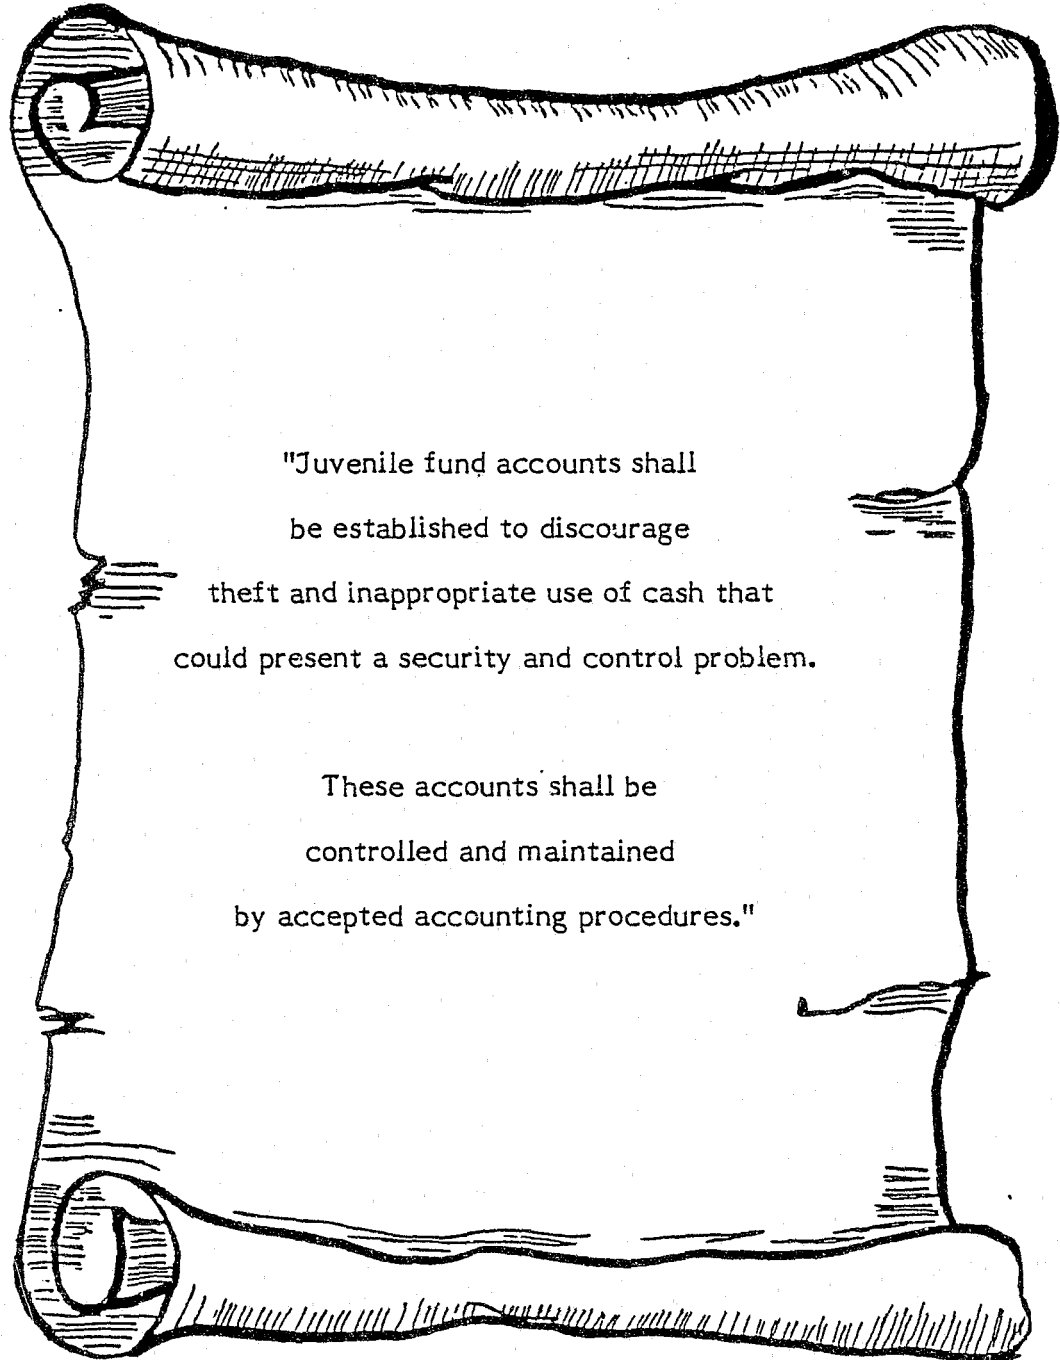 "Juvenile fund accounts shall
be established to discourage
theft and inappropriate use of cash that
could present a security and control problem.
These accounts shall be
controlled and maintained
by accepted accounting procedures."